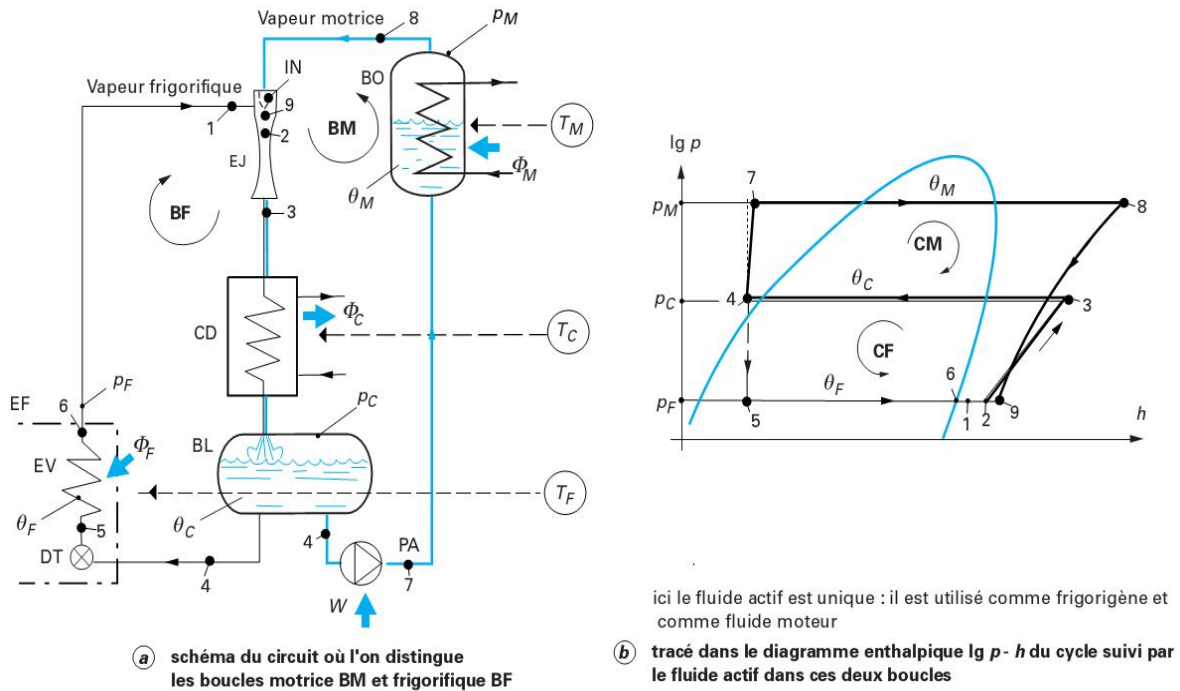 Vapeur motrice
8
p_M
IN
BO
Vapeur frigorifique
9
1
2
BM
T_M
EJ
Φ_M
θ_M
BF
3
CD
Φ_C
T_C
p_F
EF
6
p_C
BL
Φ_F
EV
θ_F
θ_C
T_F
5
DT
4
4
PA
7
W
lg p
7
θ_M
p_M
8
CM
θ_C
p_C
4
3
CF
θ_F
6
p_F
5
1
2
9
h
ici le fluide actif est unique : il est utilisé comme frigorigène et
comme fluide moteur
a schéma du circuit où l'on distingue
les boucles motrice BM et frigorifique BF
b tracé dans le diagramme enthalpique lg p - h du cycle suivi par
le fluide actif dans ces deux boucles